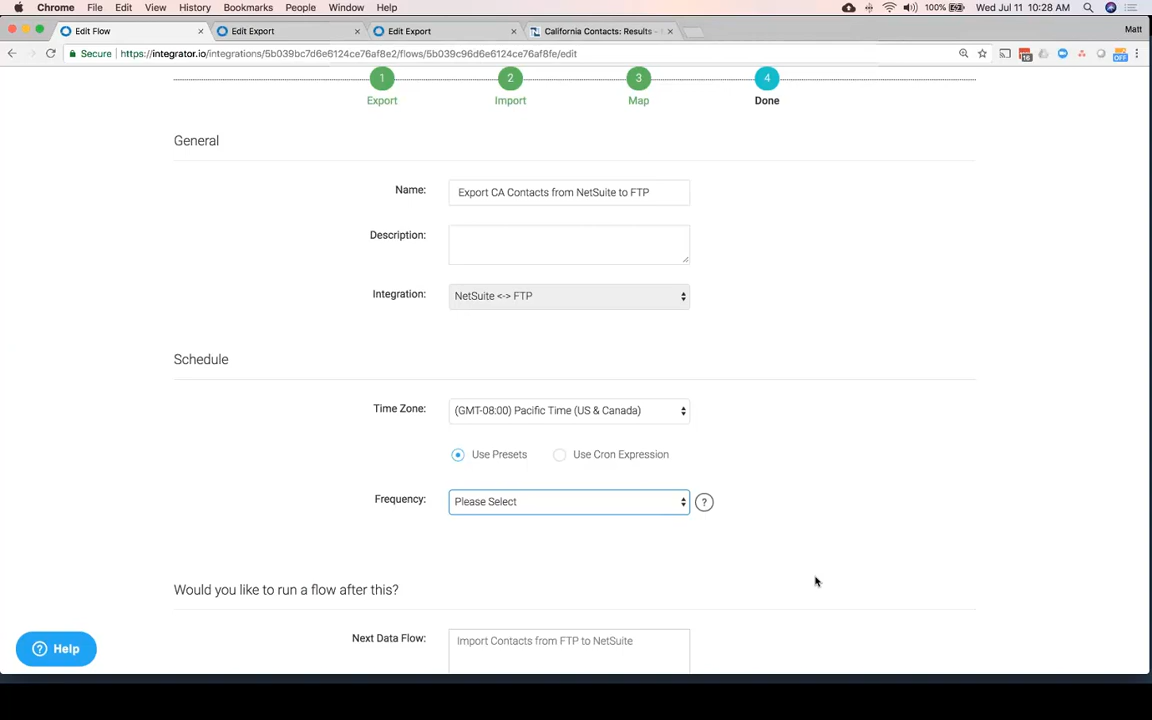 Chrome File Edit View History Bookmarks People Window Help 100% Wed Jul 11 10:28 AM
Edit Flow × Edit Export × Edit Export × California Contacts: Results - × Matt
Secure https://integrator.io/integrations/5b039bc7d6e6124ce76af8e2/flows/5b039c96d6e6124ce76af8fe/edit 16 OFF
1 2 3 4
Export Import Map Done
General
Name: Export CA Contacts from NetSuite to FTP
Description:
Integration: NetSuite <-> FTP
Schedule
Time Zone: (GMT-08:00) Pacific Time (US & Canada)
Use Presets Use Cron Expression
Frequency: Please Select ?
Would you like to run a flow after this?
Next Data Flow: Import Contacts from FTP to NetSuite
? Help